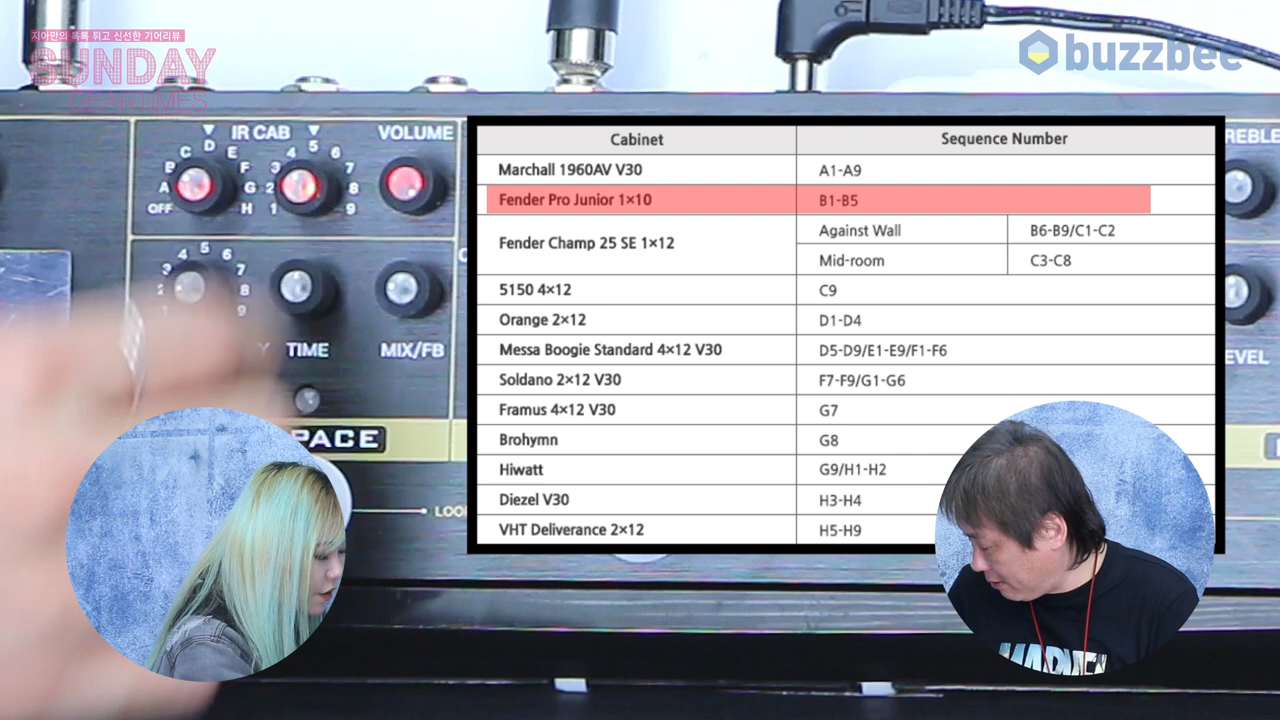 지아만의 톡톡 튀고 신선한 기어리뷰
SUNDAY
GEARTIMES
buzzbee
IR CAB
VOLUME
OFF A B C D E F G H
1 2 3 4 5 6 7 8 9
2 3 4 5 6 7 8 9
TIME
MIX/FB
Cabinet Sequence Number
Marchall 1960AV V30 A1-A9
Fender Pro Junior 1×10 B1-B5
Fender Champ 25 SE 1×12 Against Wall B6-B9/C1-C2
Mid-room C3-C8
5150 4×12 C9
Orange 2×12 D1-D4
Messa Boogie Standard 4×12 V30 D5-D9/E1-E9/F1-F6
Soldano 2×12 V30 F7-F9/G1-G6
Framus 4×12 V30 G7
Brohymn G8
Hiwatt G9/H1-H2
Diezel V30 H3-H4
VHT Deliverance 2×12 H5-H9